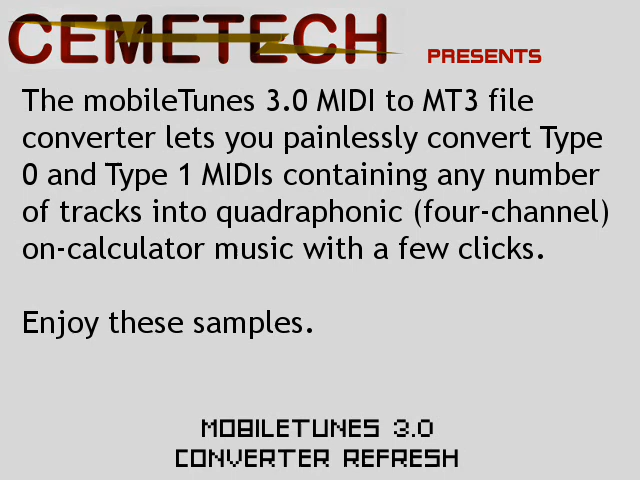 CEMETECH PRESENTS
The mobileTunes 3.0 MIDI to MT3 file
converter lets you painlessly convert Type
0 and Type 1 MIDIs containing any number
of tracks into quadraphonic (four-channel)
on-calculator music with a few clicks.
Enjoy these samples.
MOBILETUNES 3.0
CONVERTER REFRESH